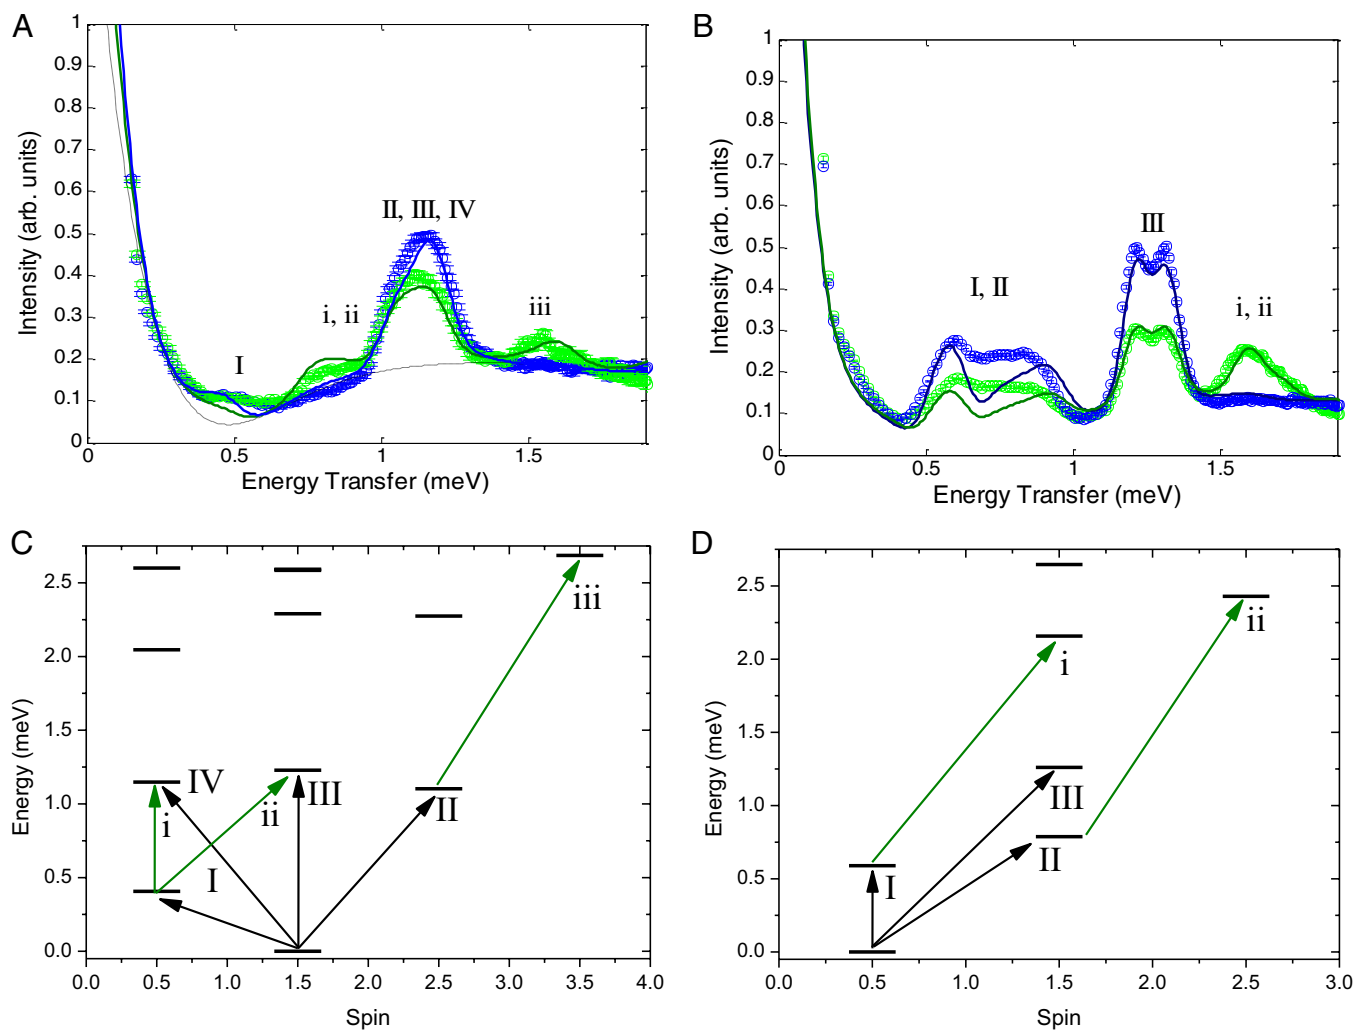 A
1
0.9
0.8
0.7
0.6
0.5
0.4
0.3
0.2
0.1
0
Intensity (arb. units)
II, III, IV
i, ii
iii
I
0
0.5
1
1.5
Energy Transfer (meV)
B
1
0.9
0.8
0.7
0.6
0.5
0.4
0.3
0.2
0.1
0
Intensity (arb. units)
III
I, II
i, ii
0
0.5
1
1.5
Energy Transfer (meV)
C
2.5
2.0
1.5
1.0
0.5
0.0
Energy (meV)
iii
IV
III
II
ii
i
I
0.0
0.5
1.0
1.5
2.0
2.5
3.0
3.5
4.0
Spin
D
2.5
2.0
1.5
1.0
0.5
0.0
Energy (meV)
ii
i
III
II
I
0.0
0.5
1.0
1.5
2.0
2.5
3.0
Spin